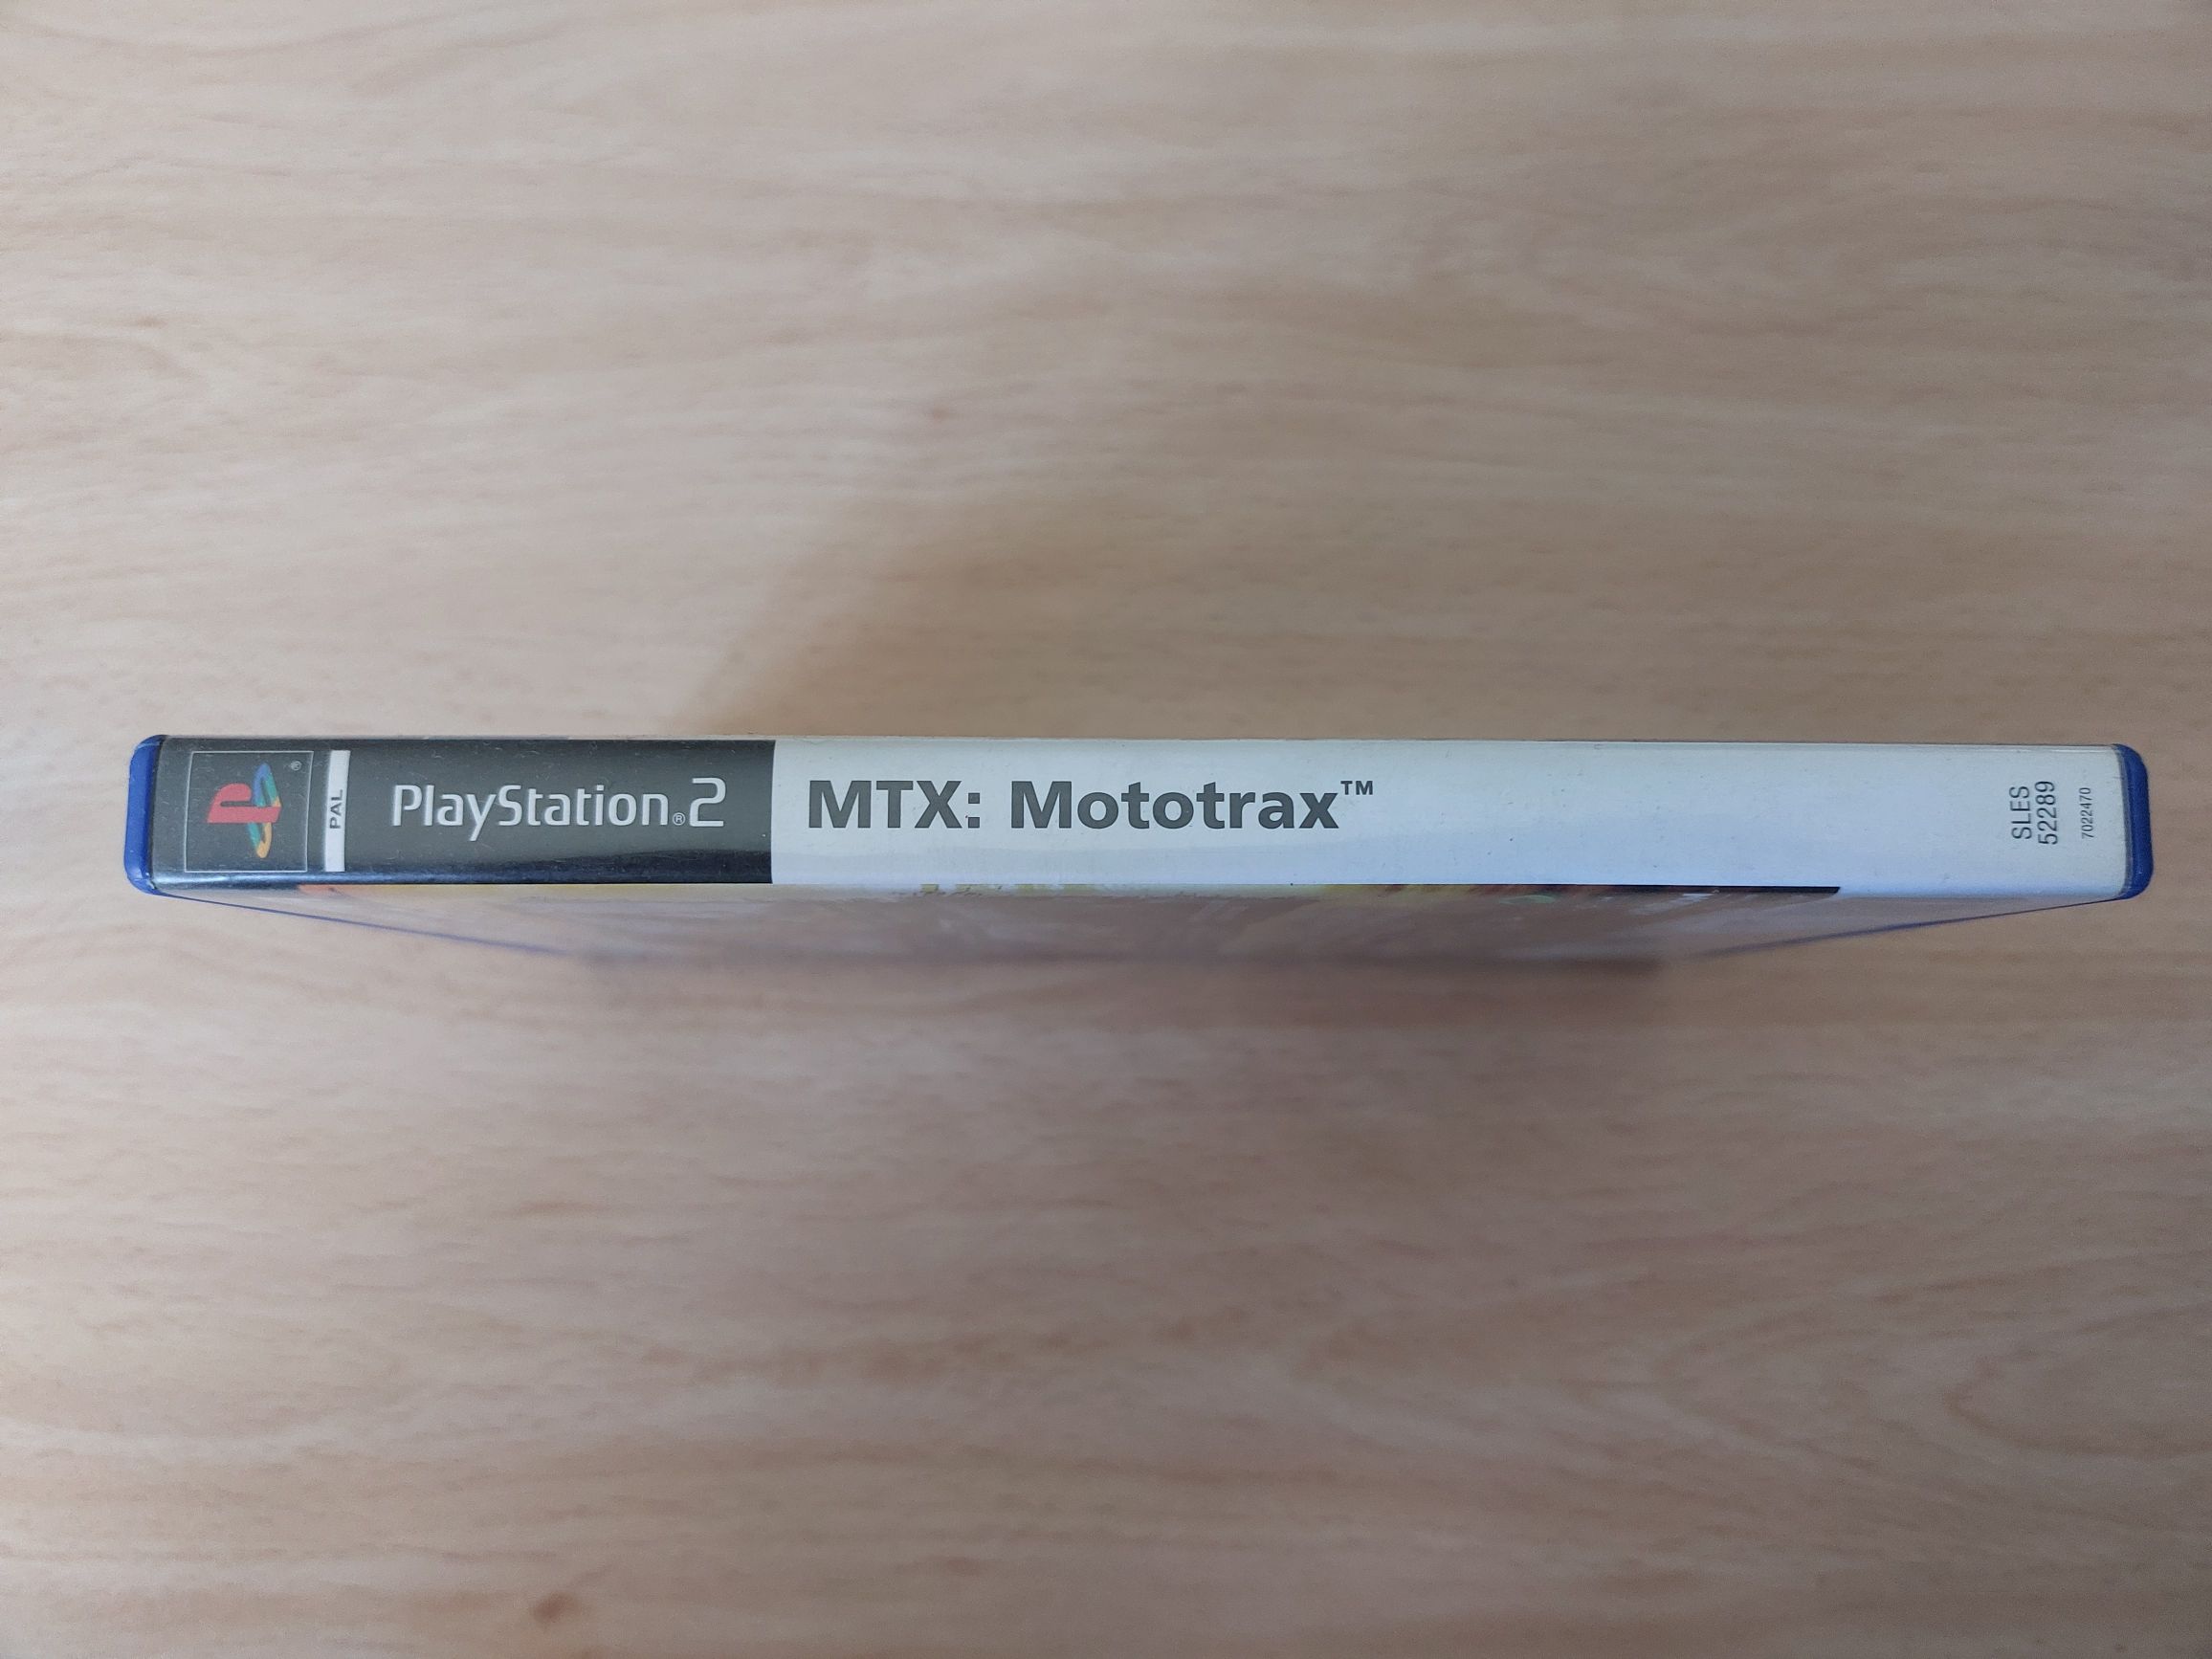 PAL
PlayStation®2
MTX: Mototrax™
SLES
52289
7022470